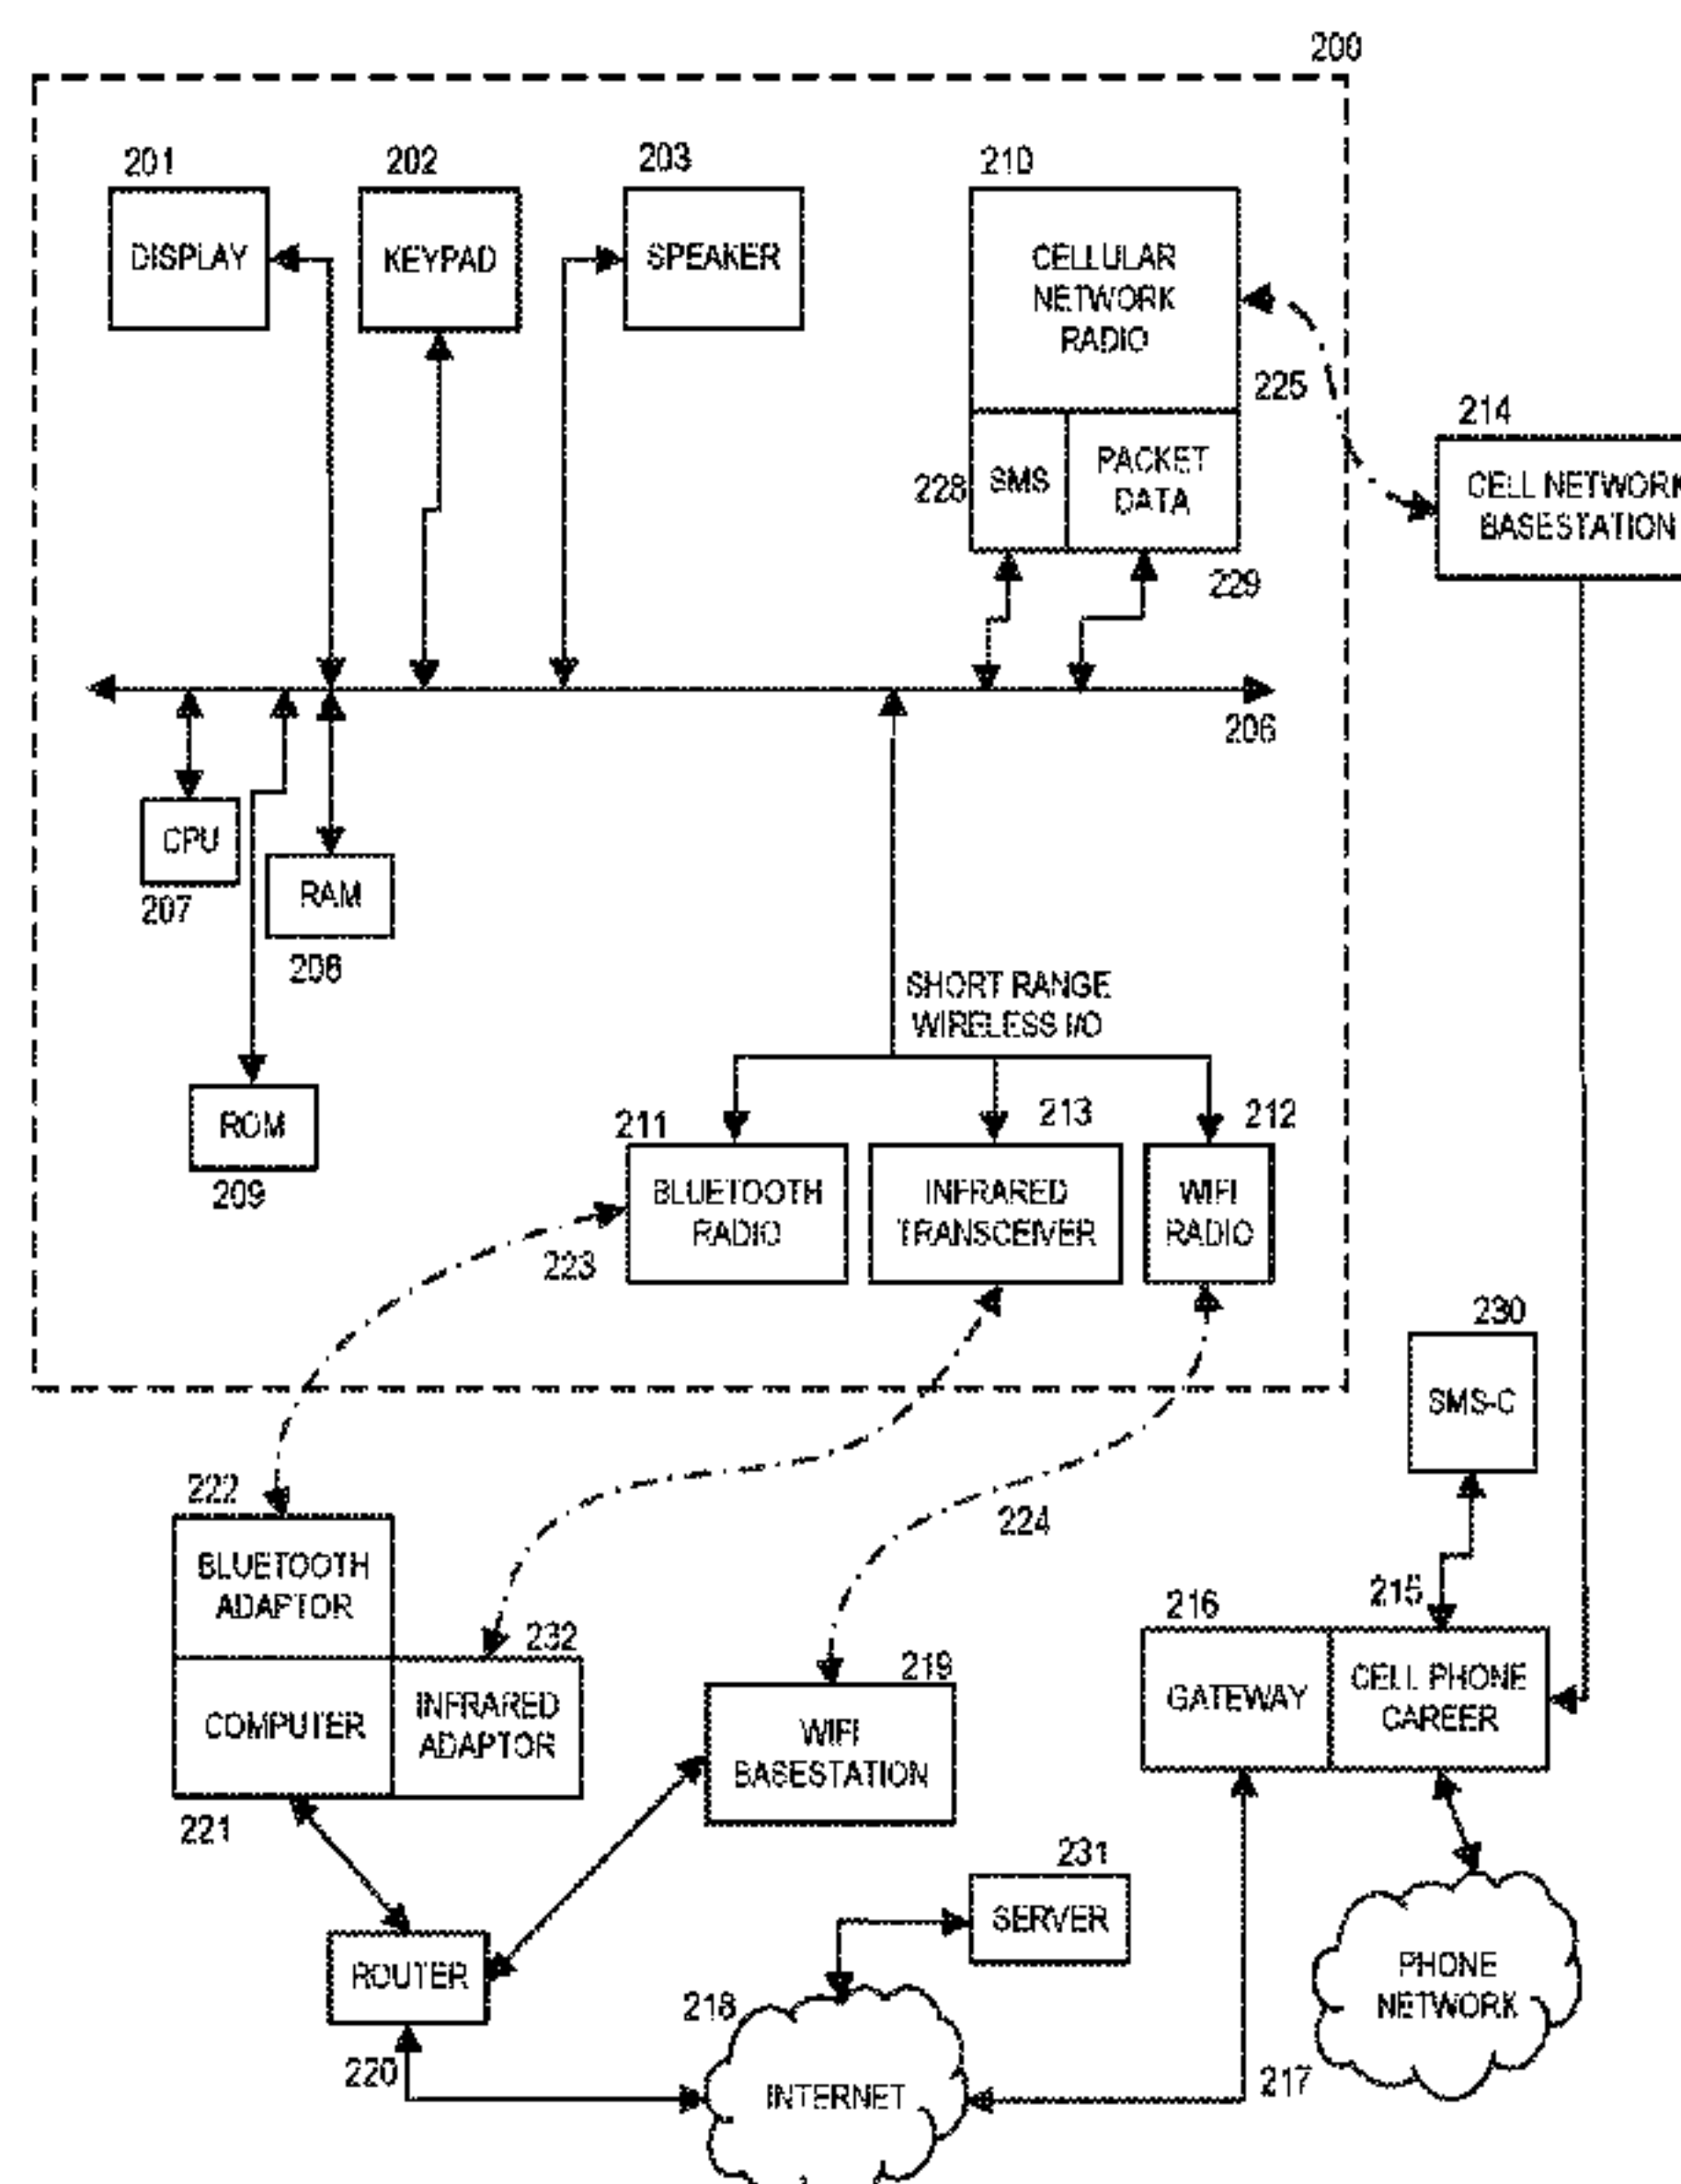 200
201
202
203
210
DISPLAY
KEYPAD
SPEAKER
CELLULAR
NETWORK
RADIO
225
214
228
SMS
PACKET
DATA
CELL NETWORK
BASESTATION
229
206
CPU
207
RAM
208
SHORT RANGE
WIRELESS I/O
ROM
209
211
213
212
BLUETOOTH
RADIO
INFRARED
TRANSCEIVER
WIFI
RADIO
223
230
SMS-C
222
224
BLUETOOTH
ADAPTOR
232
219
216
215
COMPUTER
INFRARED
ADAPTOR
WIFI
BASESTATION
GATEWAY
CELL PHONE
CAREER
221
231
SERVER
ROUTER
218
PHONE
NETWORK
220
INTERNET
217